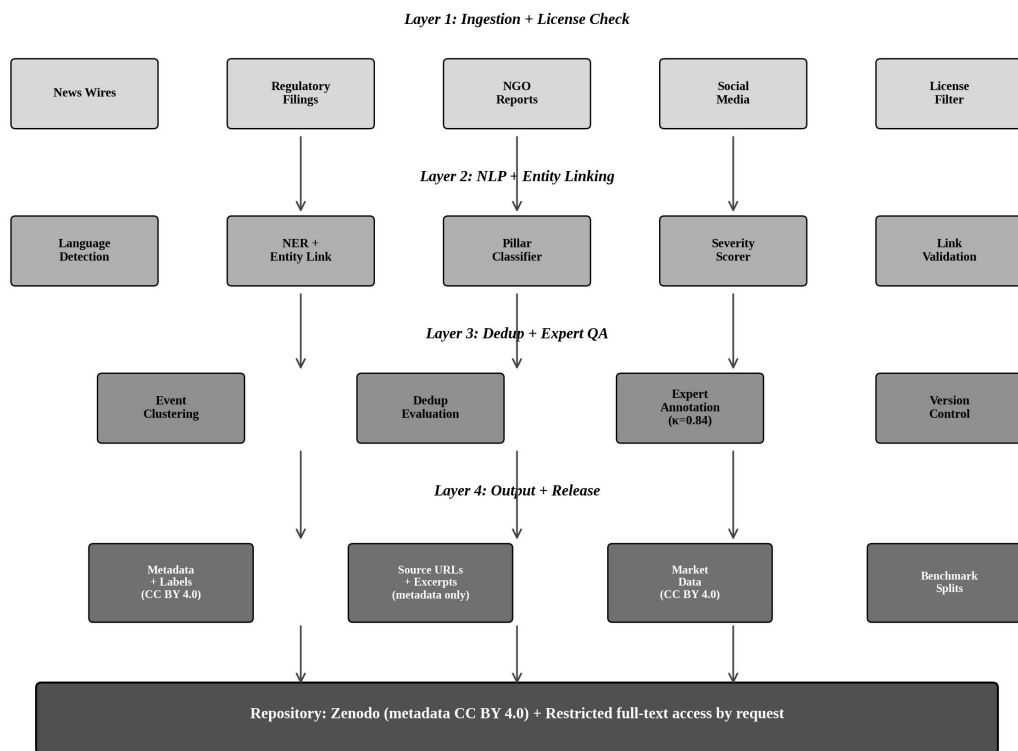 Layer 1: Ingestion + License Check
News Wires
Regulatory
Filings
NGO
Reports
Social
Media
License
Filter
Layer 2: NLP + Entity Linking
Language
Detection
NER +
Entity Link
Pillar
Classifier
Severity
Scorer
Link
Validation
Layer 3: Dedup + Expert QA
Event
Clustering
Dedup
Evaluation
Expert
Annotation
(κ=0.84)
Version
Control
Layer 4: Output + Release
Metadata
+ Labels
(CC BY 4.0)
Source URLs
+ Excerpts
(metadata only)
Market
Data
(CC BY 4.0)
Benchmark
Splits
Repository: Zenodo (metadata CC BY 4.0) + Restricted full-text access by request